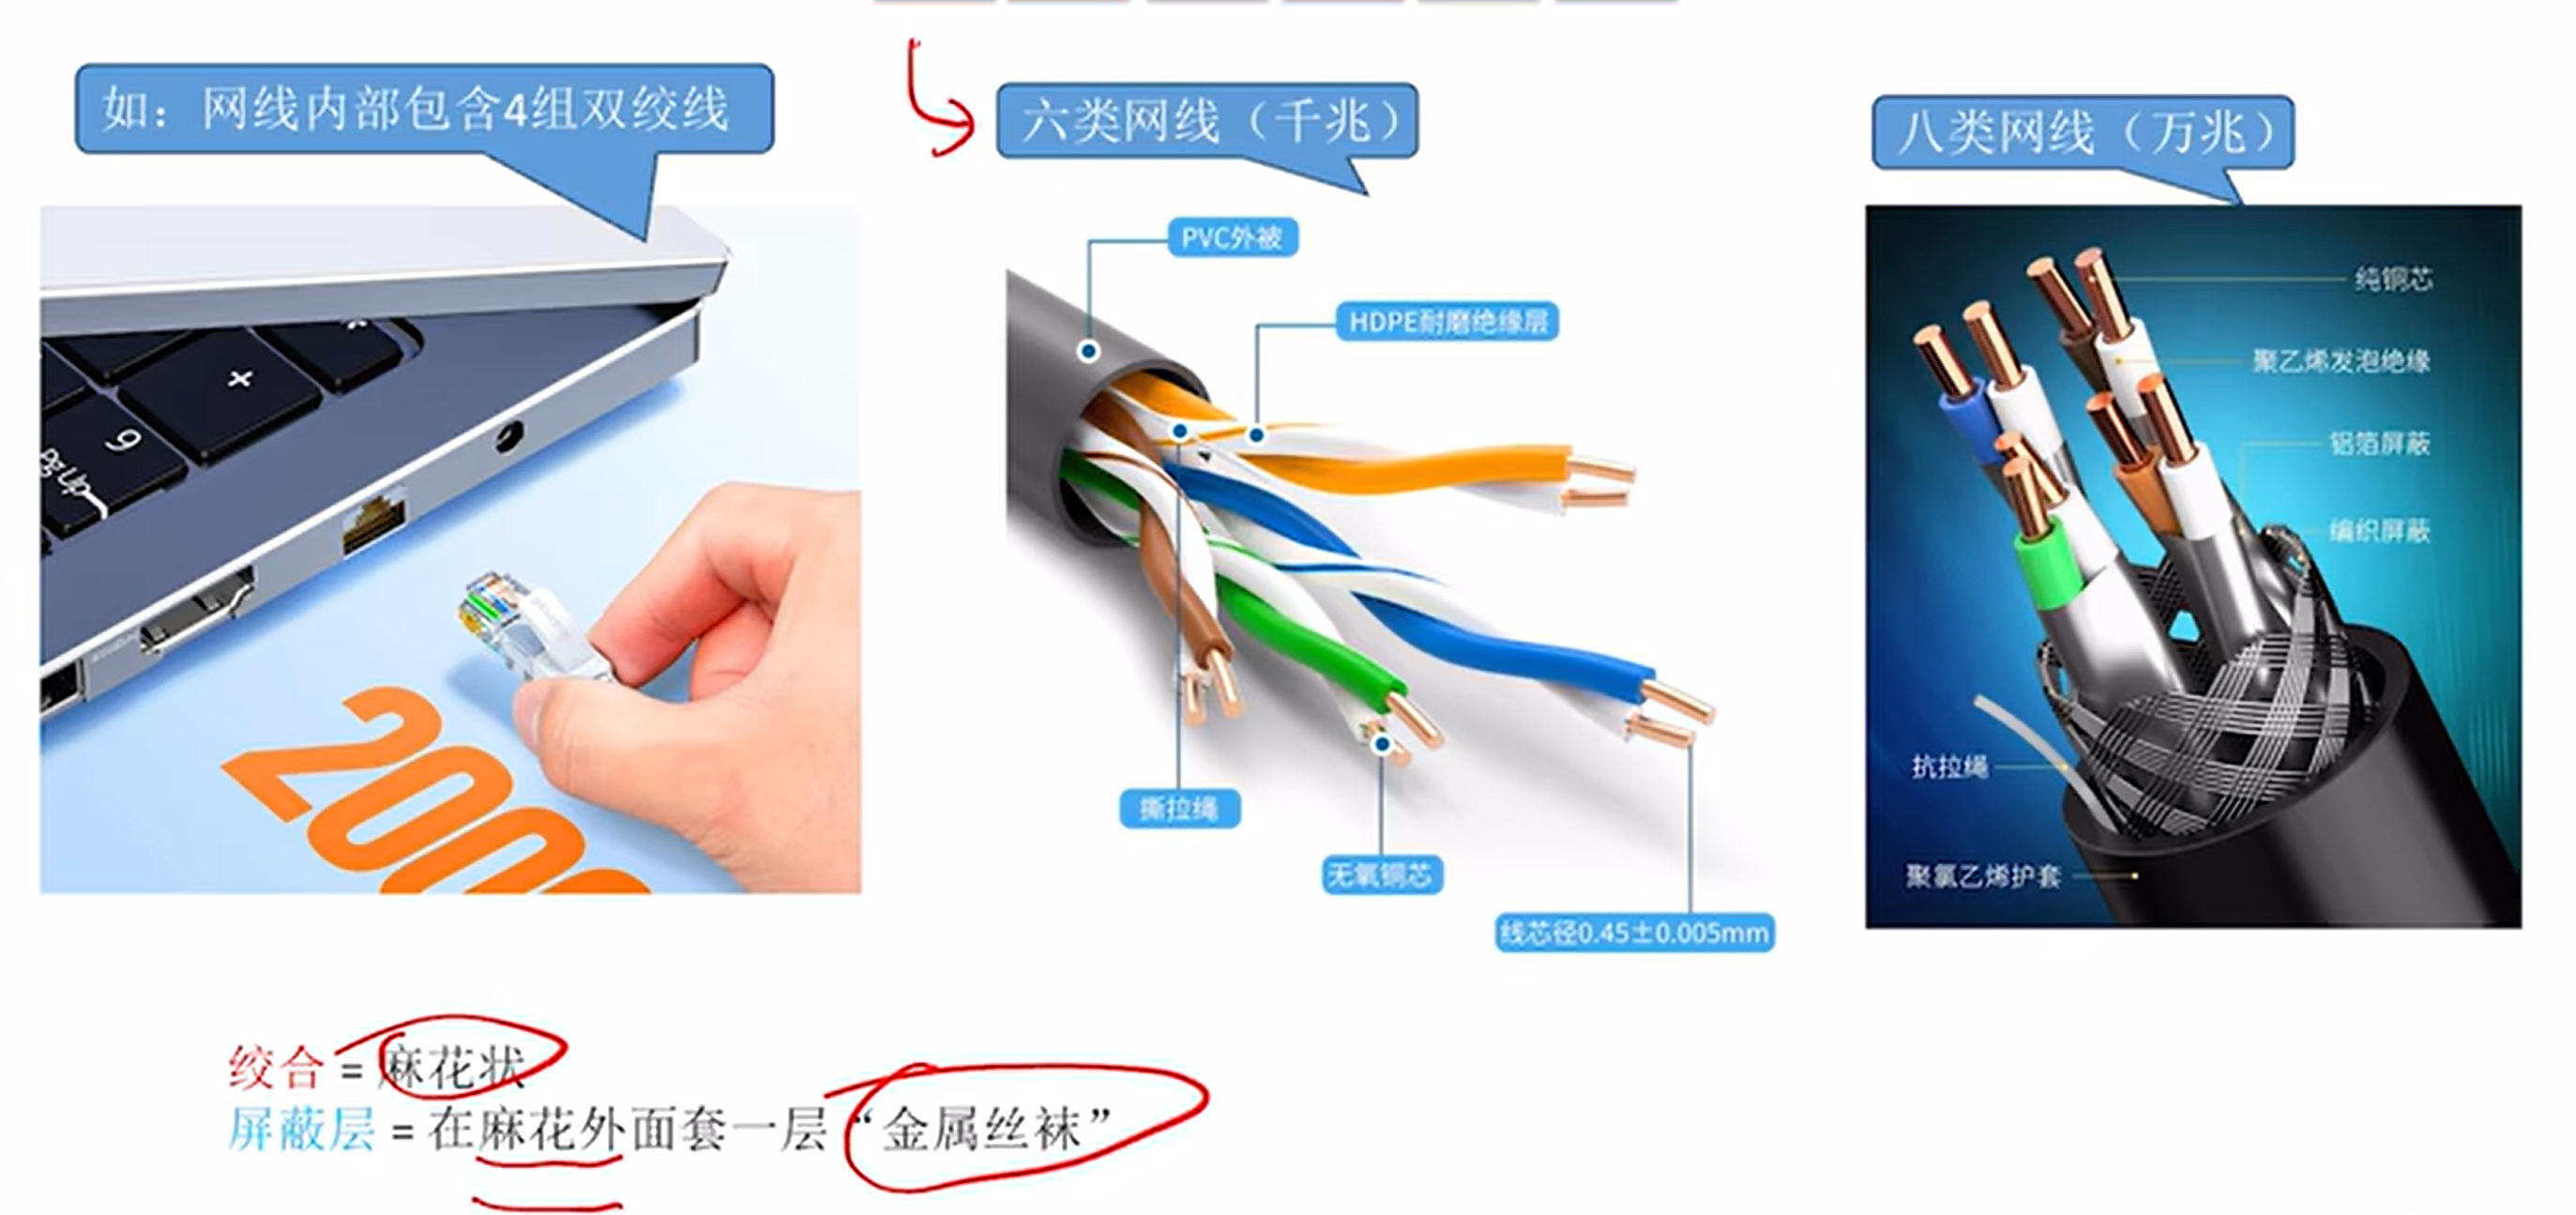 如：网线内部包含4组双绞线
六类网线（千兆）
八类网线（万兆）
9
Pg Up
2000
PVC外被
HDPE耐磨绝缘层
撕拉绳
无氧铜芯
线芯径0.45±0.005mm
纯铜芯
聚乙烯发泡绝缘
铝箔屏蔽
编织屏蔽
抗拉绳
聚氯乙烯护套
绞合 = 麻花状
屏蔽层 = 在麻花外面套一层“金属丝袜”